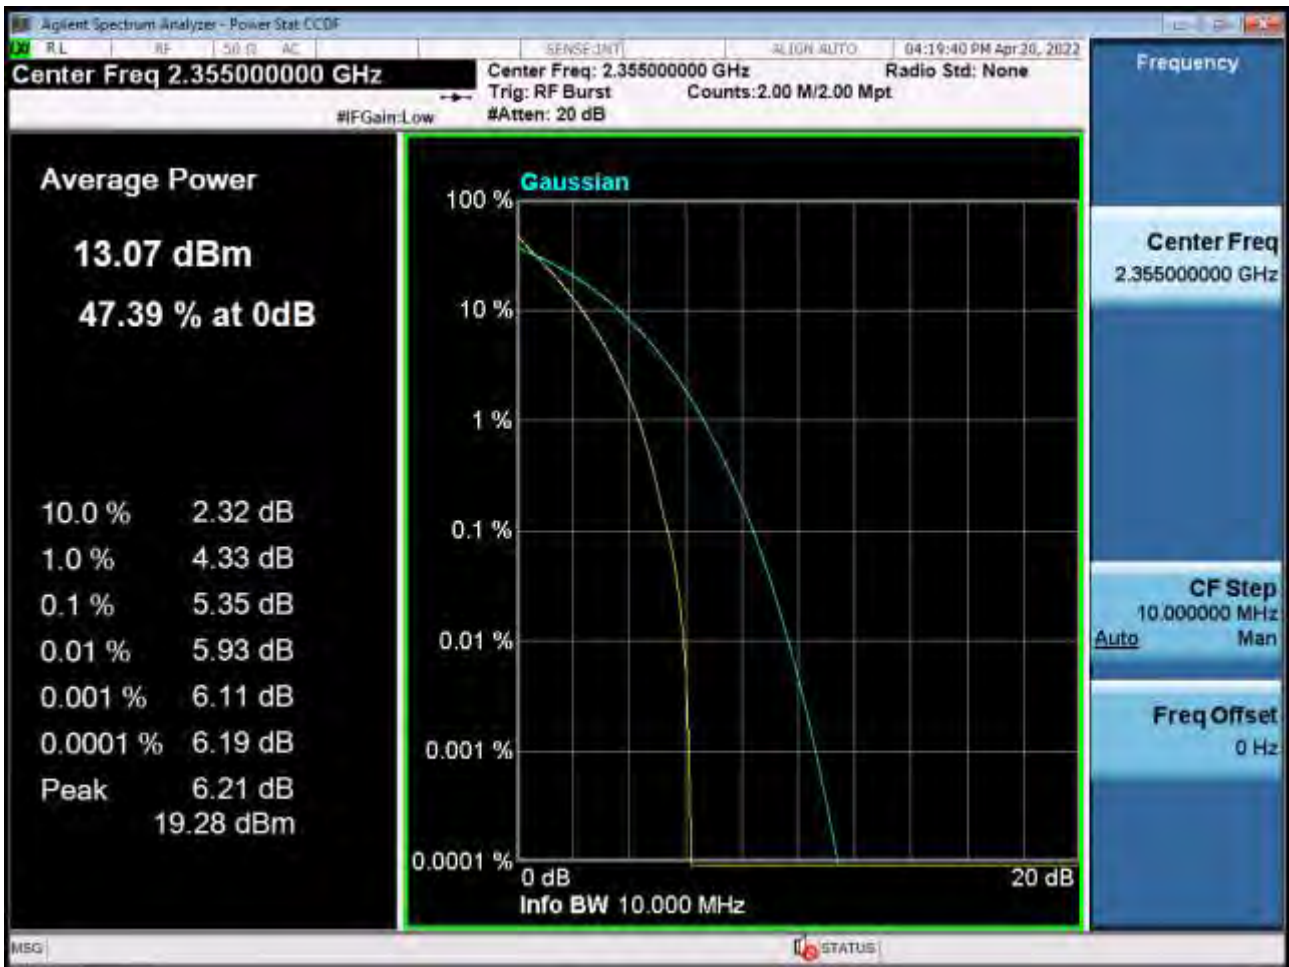 Agilent Spectrum Analyzer - Power Stat CCDF
RL RF 50 Ω AC SENSE:INT ALIGN AUTO 04:19:40 PM Apr 20, 2022
Center Freq 2.355000000 GHz
Center Freq: 2.355000000 GHz Radio Std: None
Trig: RF Burst Counts:2.00 M/2.00 Mpt
#IFGain:Low #Atten: 20 dB
Average Power
13.07 dBm
47.39 % at 0dB
10.0 % 2.32 dB
1.0 % 4.33 dB
0.1 % 5.35 dB
0.01 % 5.93 dB
0.001 % 6.11 dB
0.0001 % 6.19 dB
Peak 6.21 dB
19.28 dBm
Gaussian
100 %
10 %
1 %
0.1 %
0.01 %
0.001 %
0.0001 %
0 dB 20 dB
Info BW 10.000 MHz
Frequency
Center Freq
2.355000000 GHz
CF Step
10.000000 MHz
Auto Man
Freq Offset
0 Hz
MSG STATUS